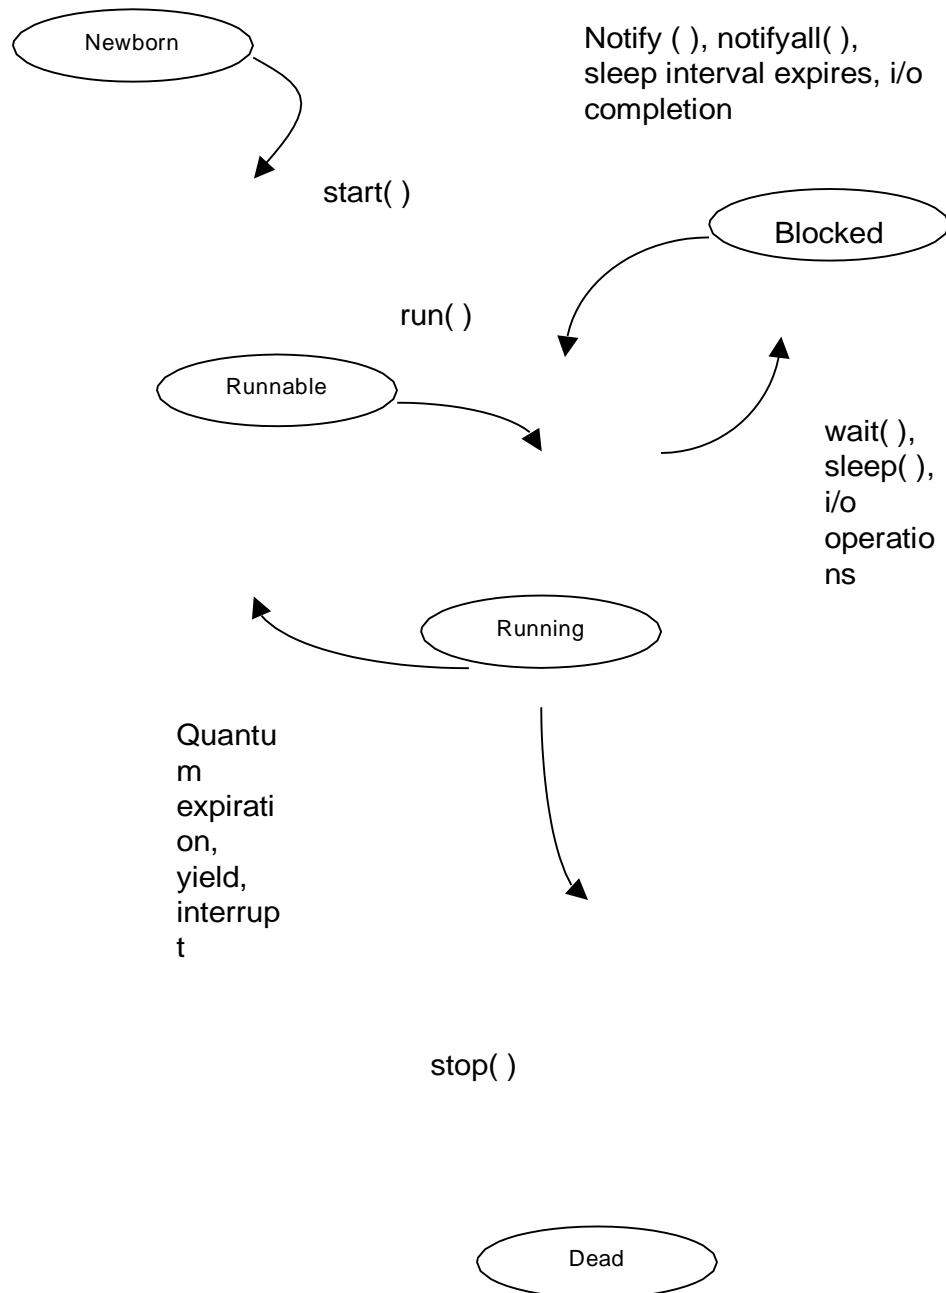 Newborn
Notify ( ), notifyall( ),
sleep interval expires, i/o
completion
start( )
Blocked
run( )
Runnable
wait( ),
sleep( ),
i/o
operatio
ns
Running
Quantu
m
expirati
on,
yield,
interrup
t
stop( )
Dead